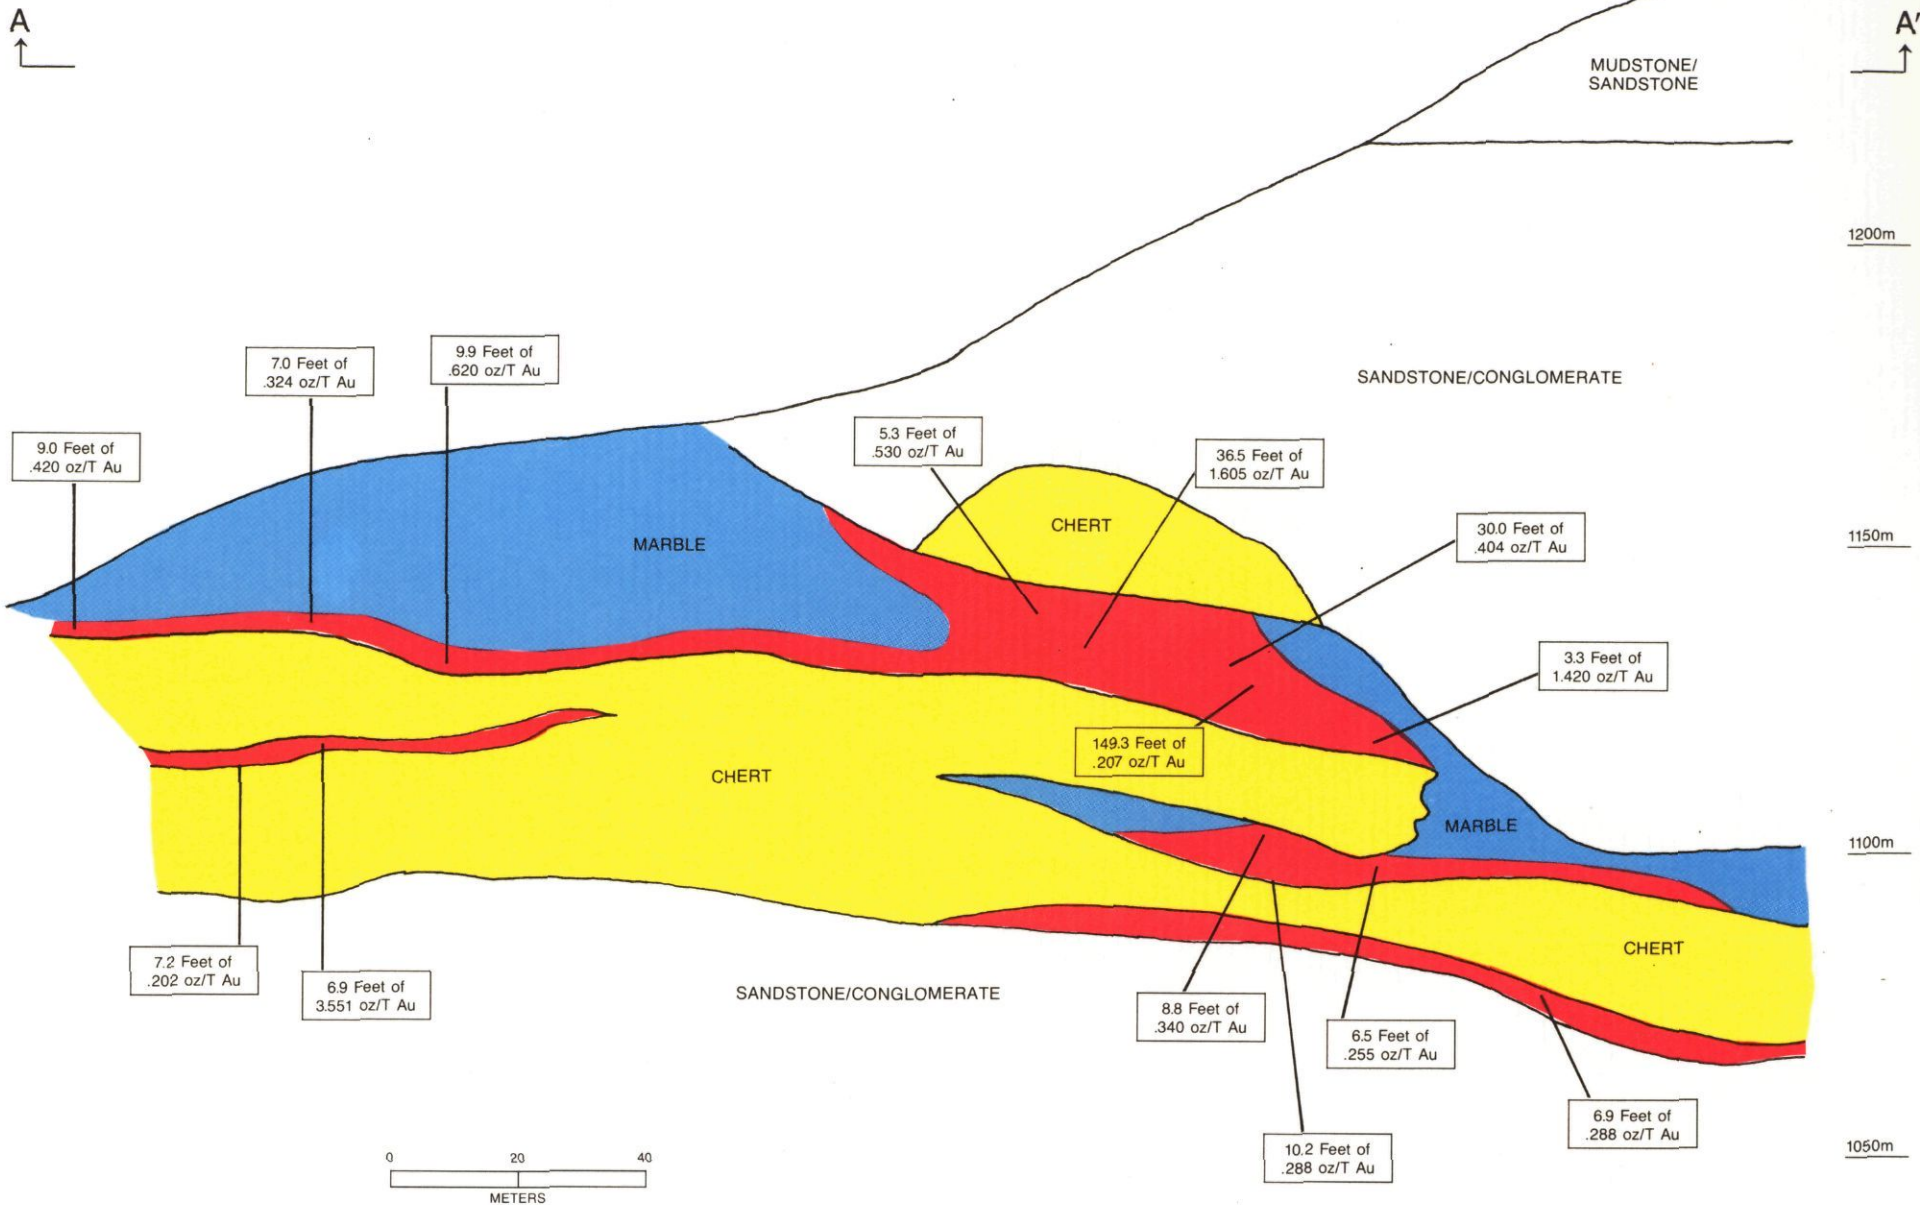 A
A'
MUDSTONE/
SANDSTONE
1200m
9.9 Feet of
.620 oz/T Au
7.0 Feet of
.324 oz/T Au
SANDSTONE/CONGLOMERATE
5.3 Feet of
.530 oz/T Au
9.0 Feet of
.420 oz/T Au
36.5 Feet of
1.605 oz/T Au
CHERT
30.0 Feet of
.404 oz/T Au
MARBLE
1150m
3.3 Feet of
1.420 oz/T Au
149.3 Feet of
.207 oz/T Au
CHERT
MARBLE
1100m
CHERT
7.2 Feet of
.202 oz/T Au
6.9 Feet of
3.551 oz/T Au
SANDSTONE/CONGLOMERATE
8.8 Feet of
.340 oz/T Au
6.5 Feet of
.255 oz/T Au
6.9 Feet of
.288 oz/T Au
10.2 Feet of
.288 oz/T Au
1050m
0 20 40
METERS